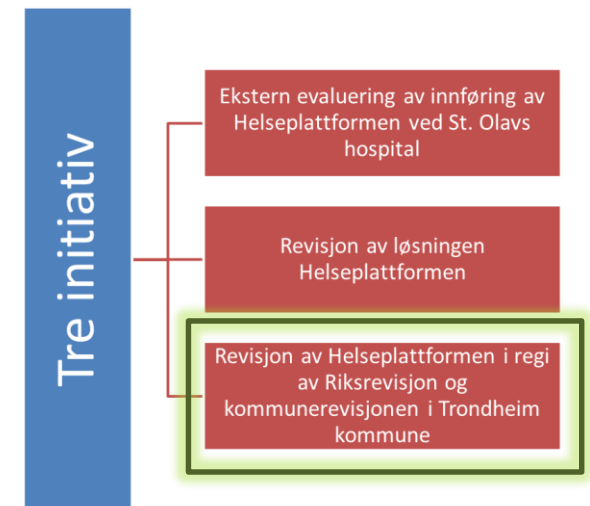 Tre initiativ
Ekstern evaluering av innføring av
Helseplattformen ved St. Olavs
hospital
Revisjon av løsningen
Helseplattformen
Revisjon av Helseplattformen i regi
av Riksrevisjon og
kommunerevisjonen i Trondheim
kommune